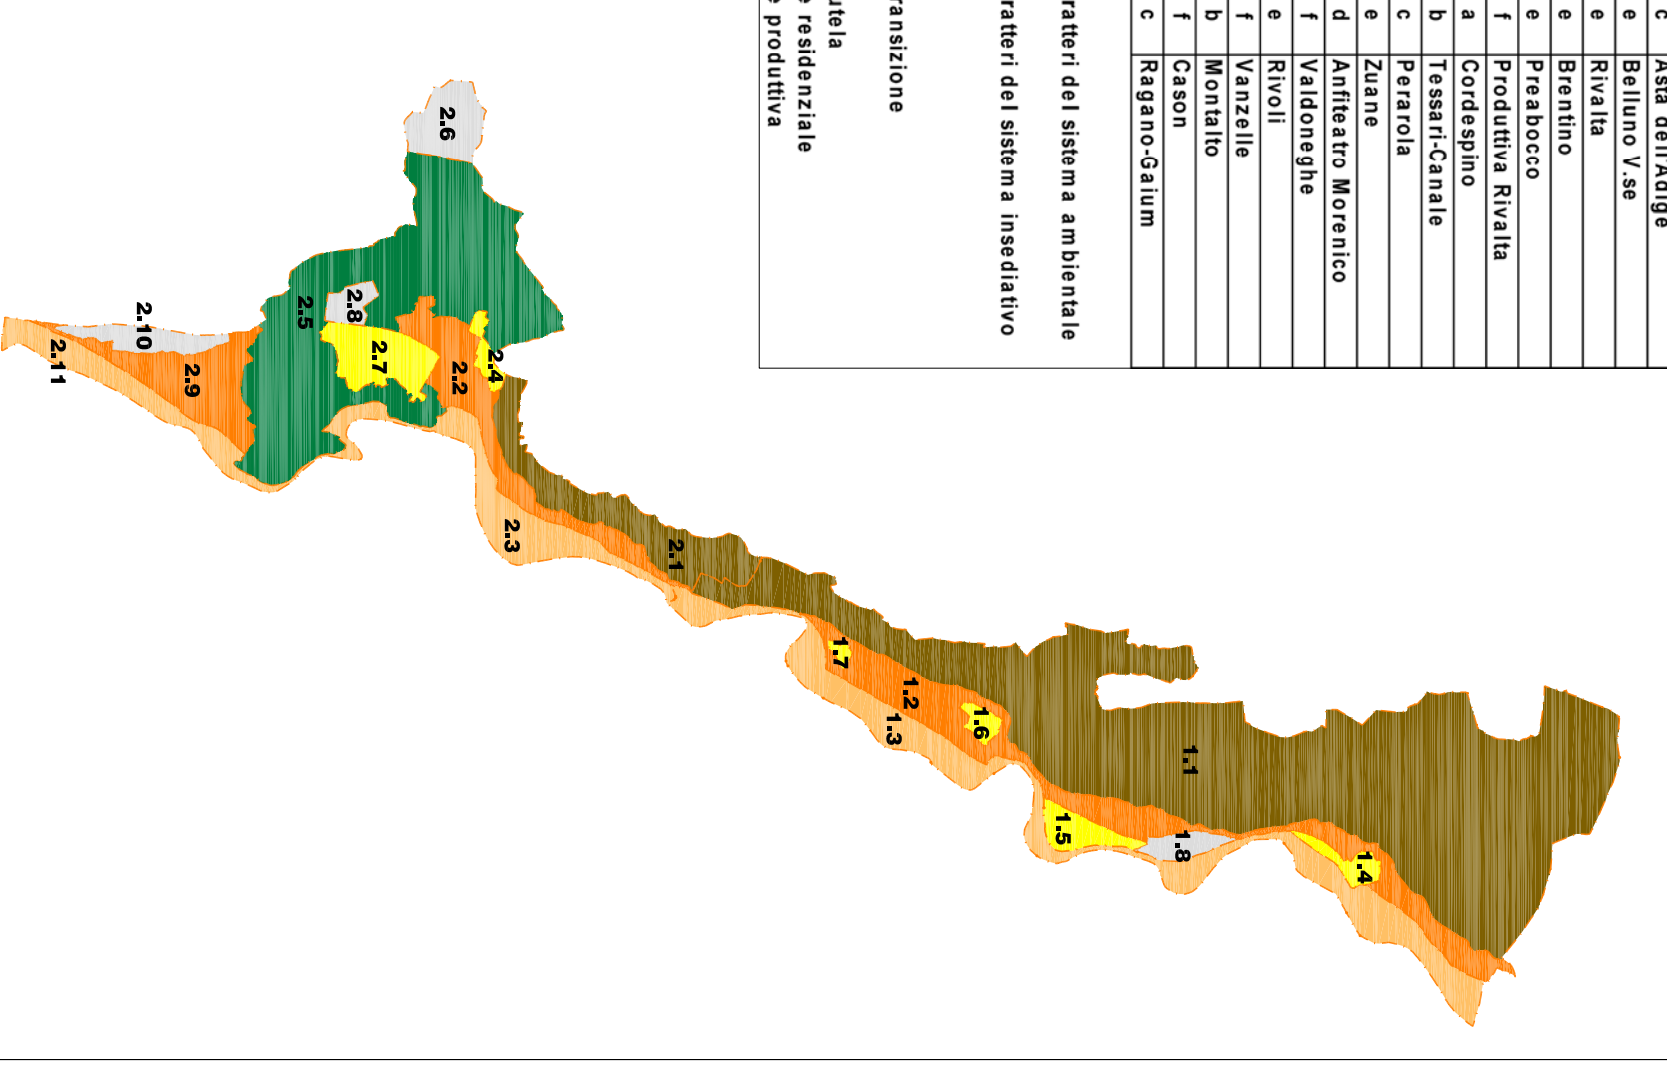 c Asta dell'Adige
e Belluno V.se
e Rivalta
e Brentino
e Preabocco
f Produttiva Rivalta
a Cordespino
b Tessari-Canale
c Perarola
e Zuane
d Anfiteatro Morenico
f Valdoneghe
e Rivoli
f Vanzelle
b Montalto
f Cason
c Ragano-Gaium
ratteri del sistema ambientale
ratteri del sistema insediativo
ransizione
utela
e residenziale
e produttiva
1.1
1.4
1.8
1.5
1.6
1.2
1.3
1.7
2.1
2.3
2.4
2.2
2.6
2.7
2.8
2.5
2.9
2.10
2.11